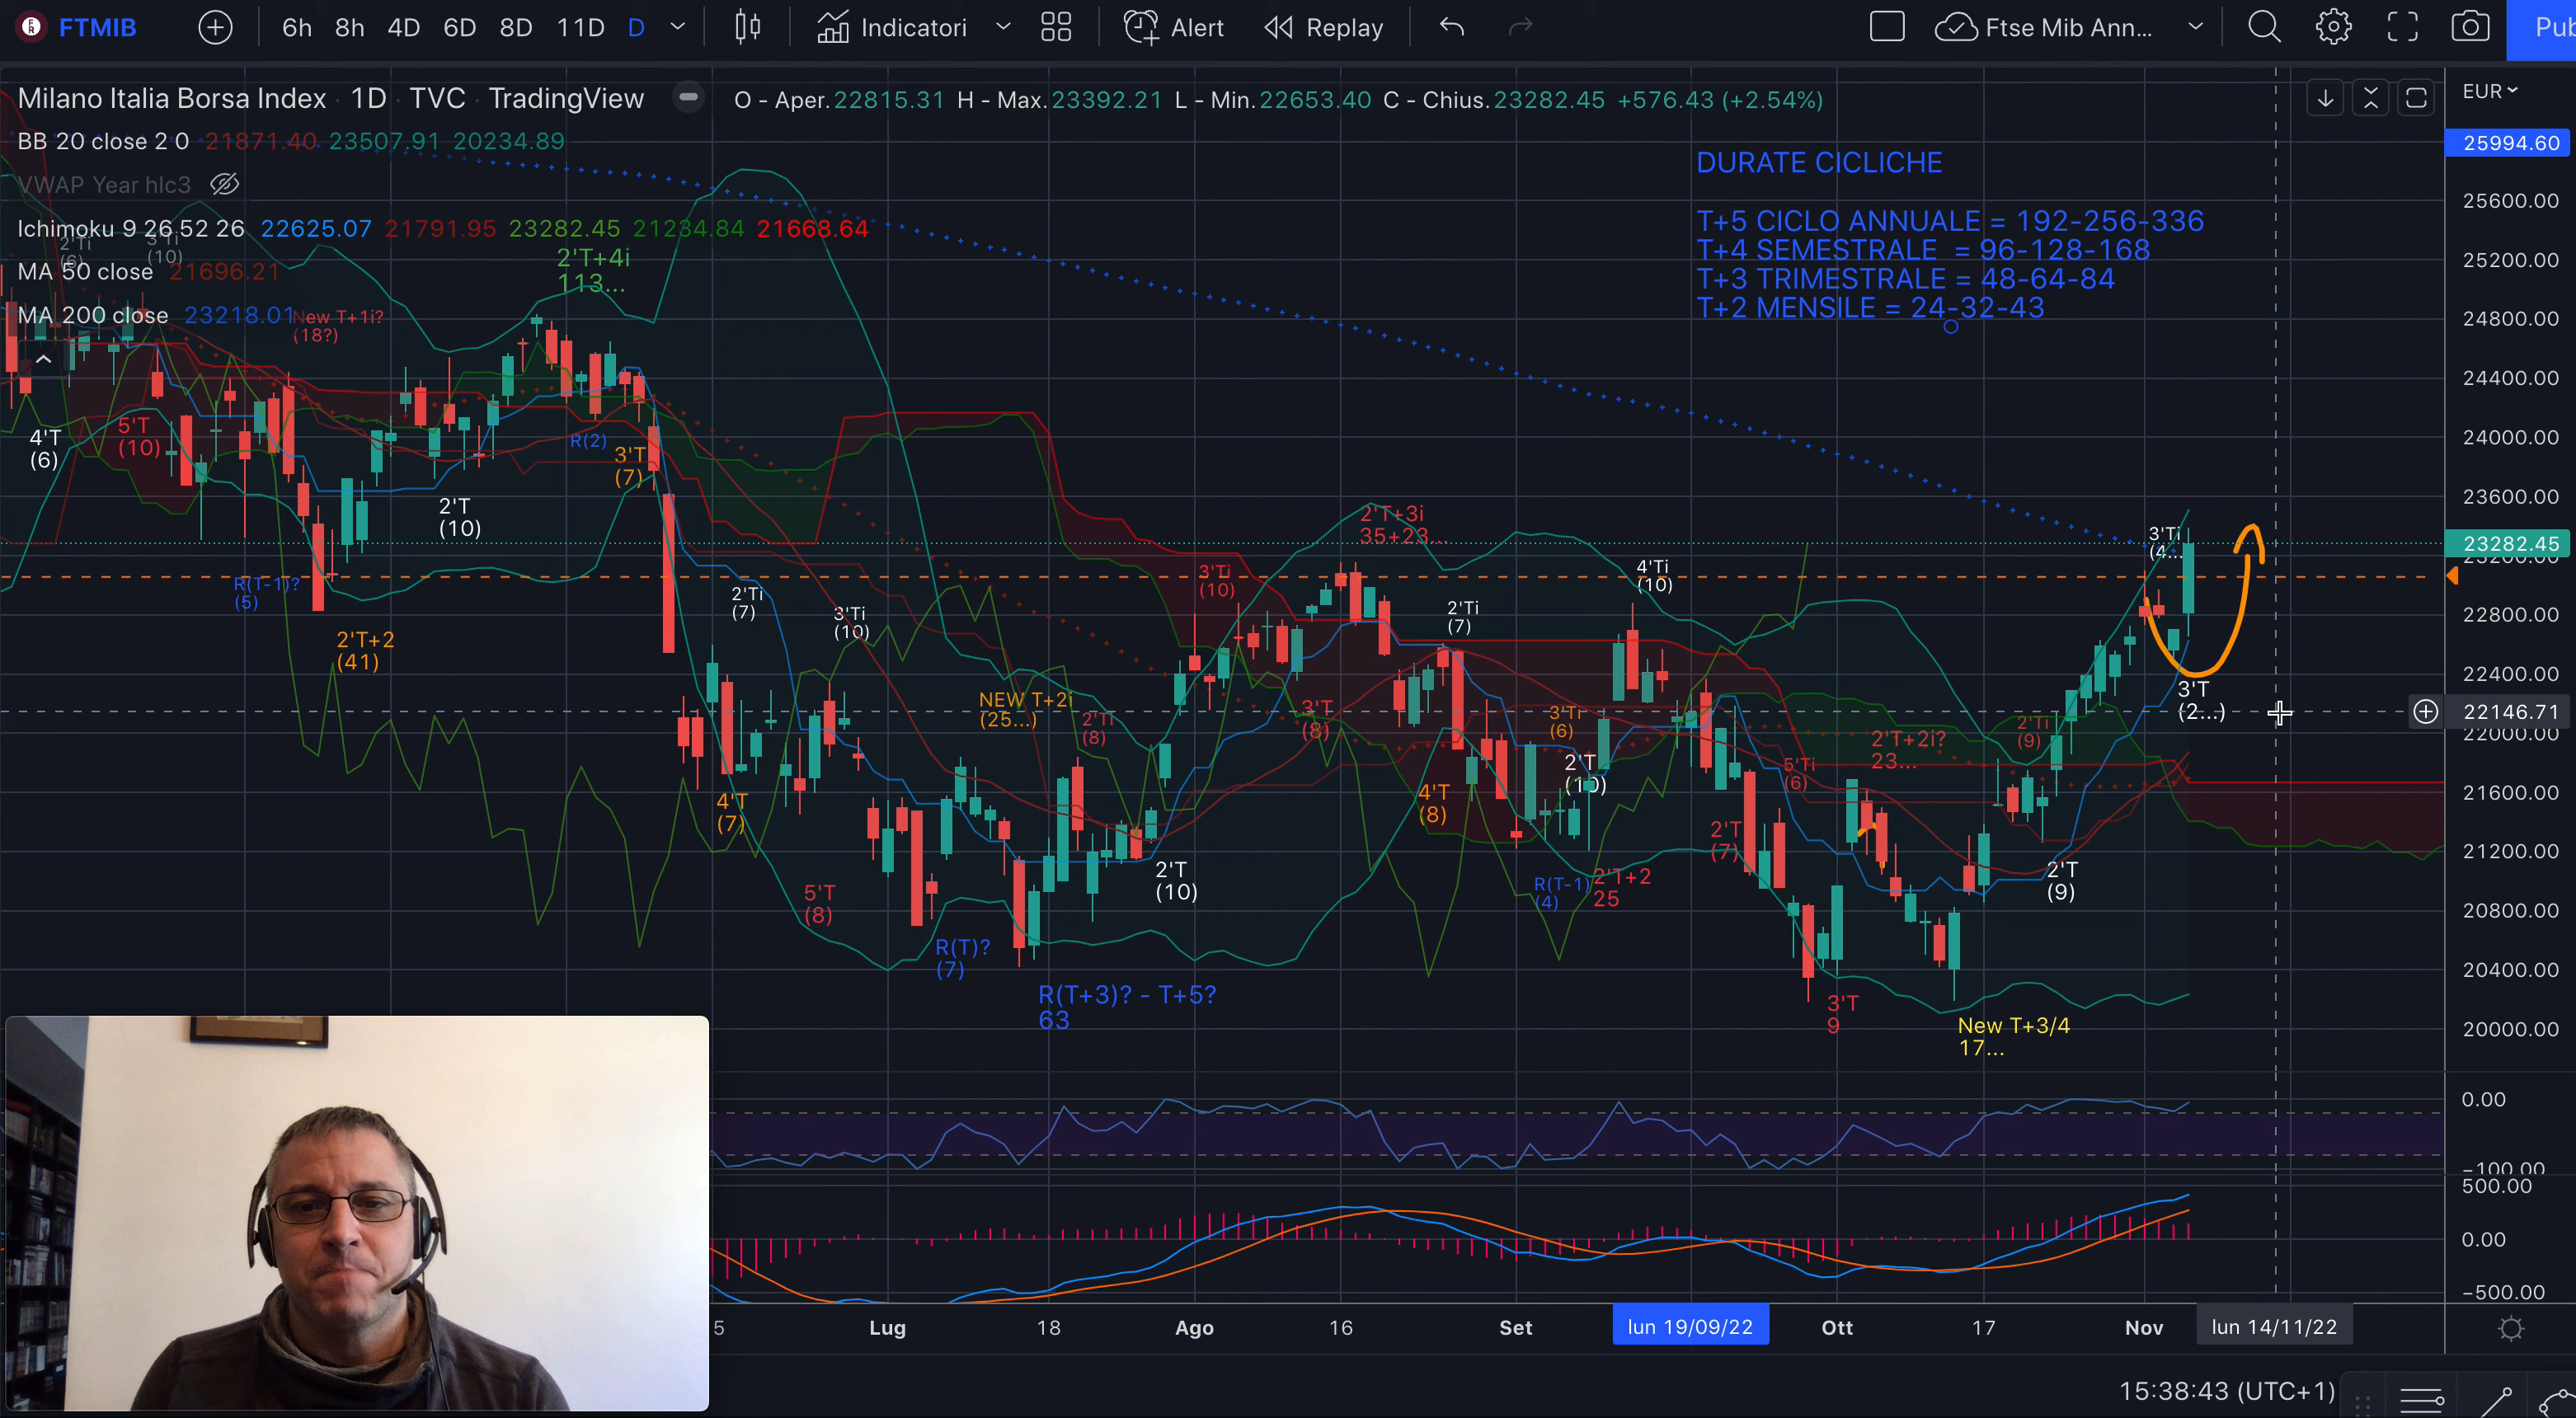 FTMIB
6h 8h 4D 6D 8D 11D D
Indicatori
Alert
Replay
Ftse Mib Ann...
Milano Italia Borsa Index · 1D · TVC · TradingView
O - Aper.22815.31 H - Max.23392.21 L - Min.22653.40 C - Chius.23282.45 +576.43 (+2.54%)
EUR
BB 20 close 2 0 21871.40 23507.91 20234.89
VWAP Year hlc3
Ichimoku 9 26 52 26 22625.07 21791.95 23282.45 21234.84 21668.64
MA 50 close 21696.21
MA 200 close 23218.01
DURATE CICLICHE
T+5 CICLO ANNUALE = 192-256-336
T+4 SEMESTRALE = 96-128-168
T+3 TRIMESTRALE = 48-64-84
T+2 MENSILE = 24-32-43
2'Ti
(6)
3'Ti
(10)
New T+1i?
(18?)
2'T+4i
113...
4'T
(6)
5'T
(10)
R(T-1)?
(5)
2'T+2
(41)
2'T
(10)
R(2)
3'T
(7)
2'Ti
(7)
4'T
(7)
3'Ti
(10)
5'T
(8)
R(T)?
(7)
NEW T+2i
(25...)
R(T+3)? - T+5?
63
2'Ti
(8)
2'T
(10)
3'Ti
(10)
3'T
(8)
2'T+3i
35+23...
2'Ti
(7)
4'T
(8)
3'Ti
(6)
R(T-1)
(4)
2'T
(10)
2'T+2
25
4'Ti
(10)
2'T
(7)
5'Ti
(6)
3'T
9
2'T+2i?
23...
New T+3/4
17...
2'Ti
(9)
2'T
(9)
3'Ti
(4...
3'T
(2...)
25994.60
25600.00
25200.00
24800.00
24400.00
24000.00
23600.00
23282.45
23200.00
22800.00
22400.00
22146.71
22000.00
21600.00
21200.00
20800.00
20400.00
20000.00
0.00
-100.00
500.00
0.00
-500.00
5 Lug 18 Ago 16 Set lun 19/09/22 Ott 17 Nov lun 14/11/22
15:38:43 (UTC+1)